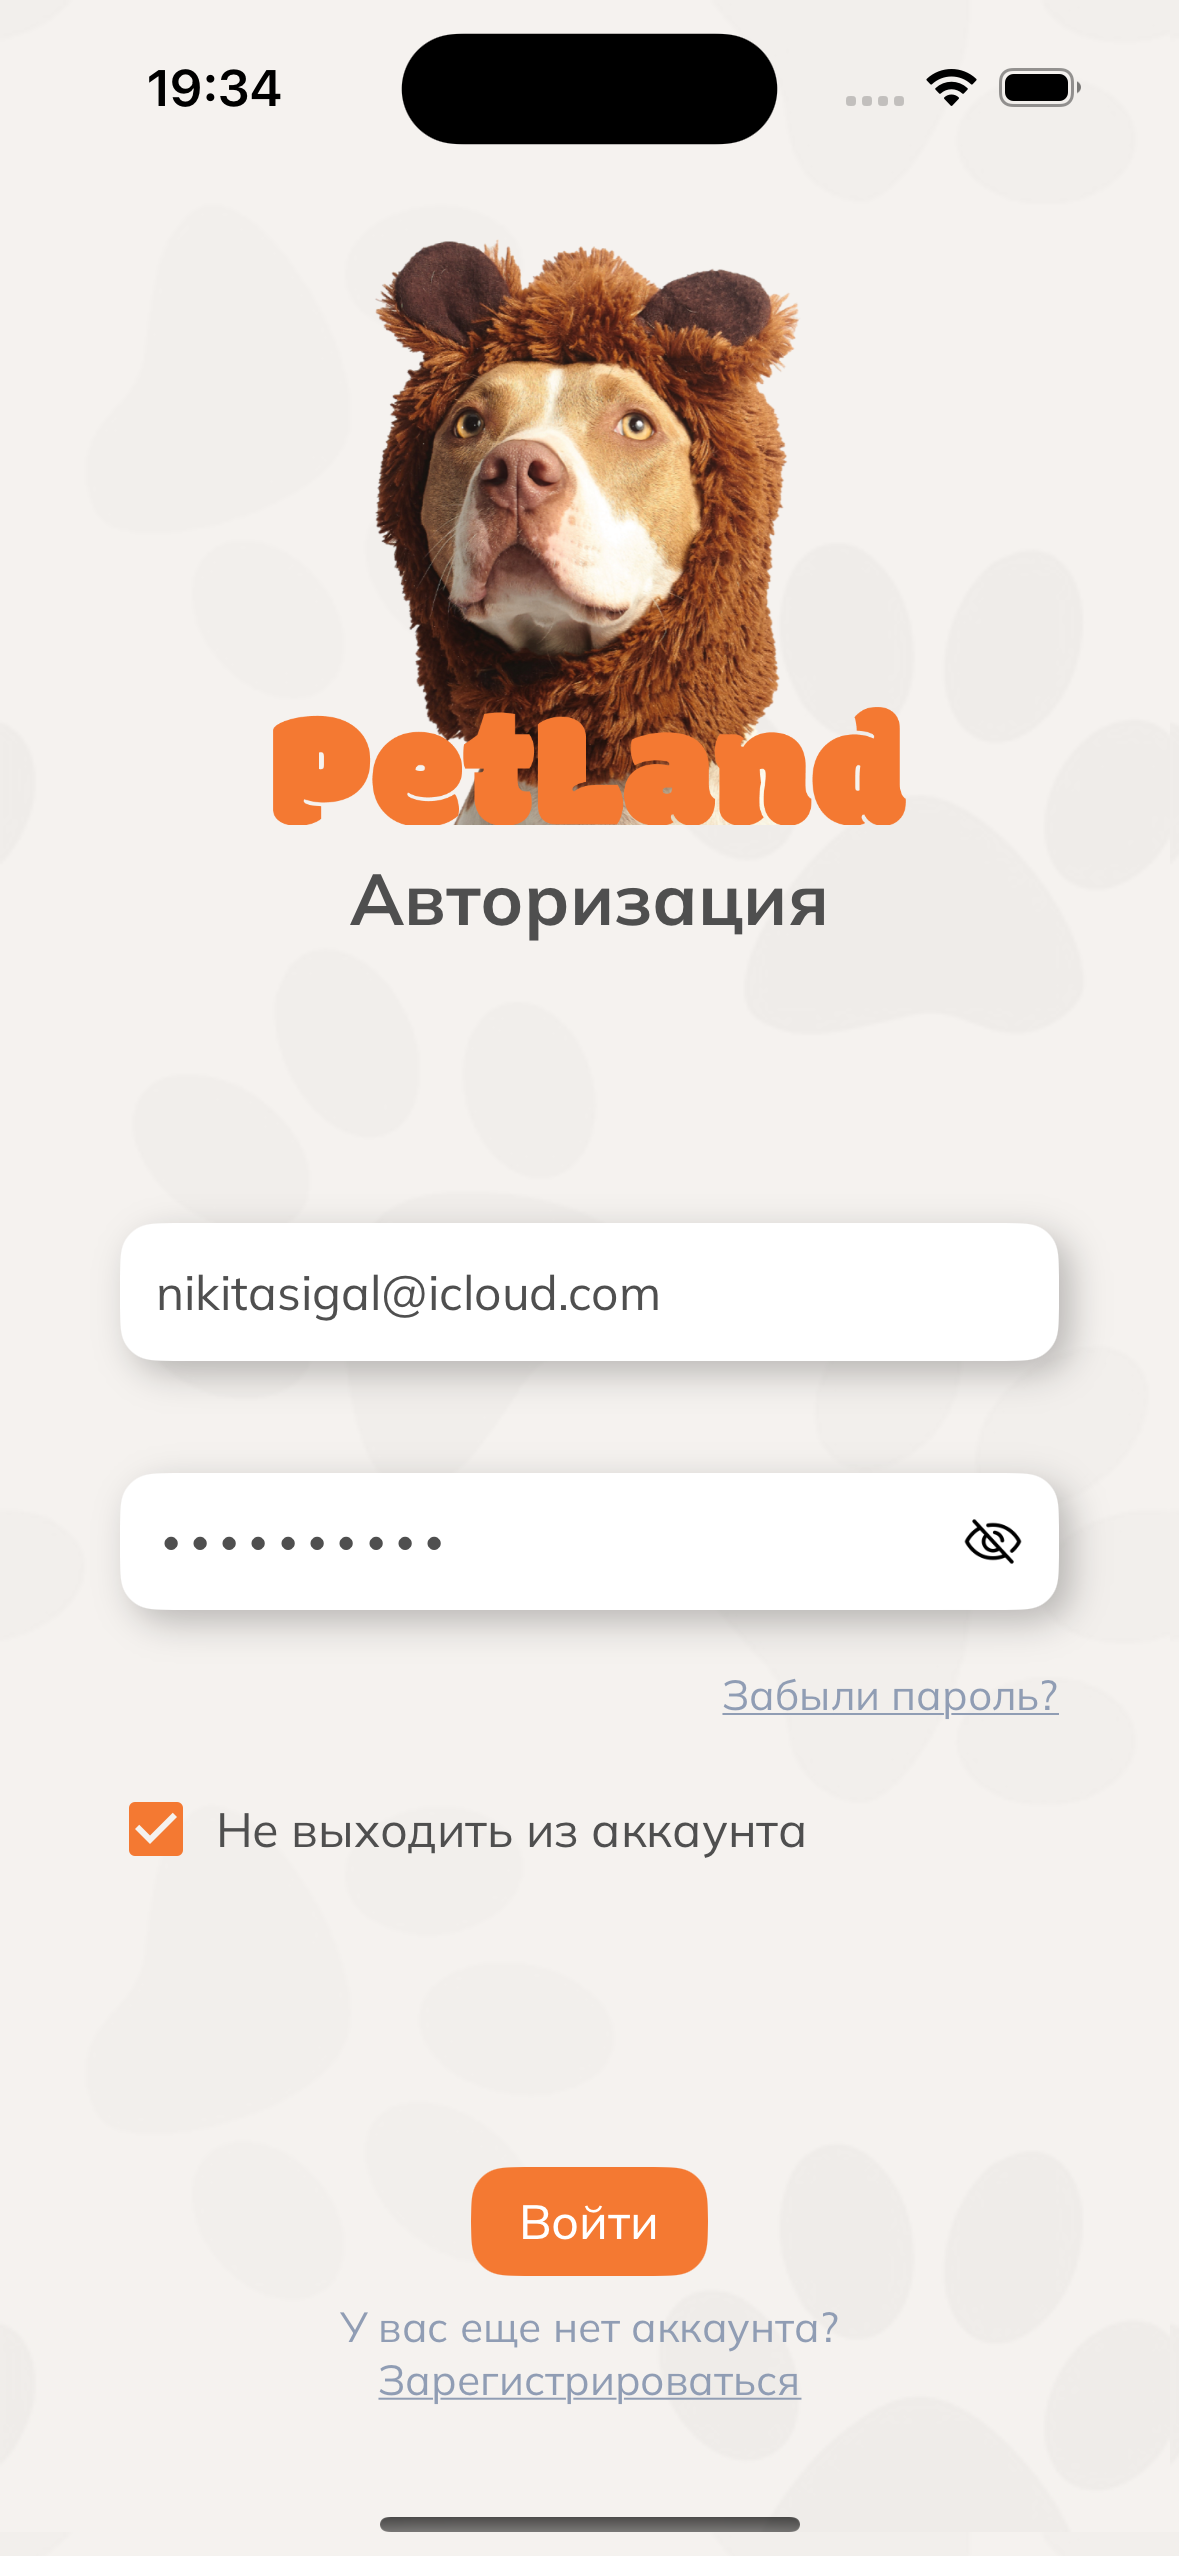 19:34
PetLand
Авторизация
nikitasigal@icloud.com
••••••••••
Забыли пароль?
Не выходить из аккаунта
Войти
У вас еще нет аккаунта?
Зарегистрироваться